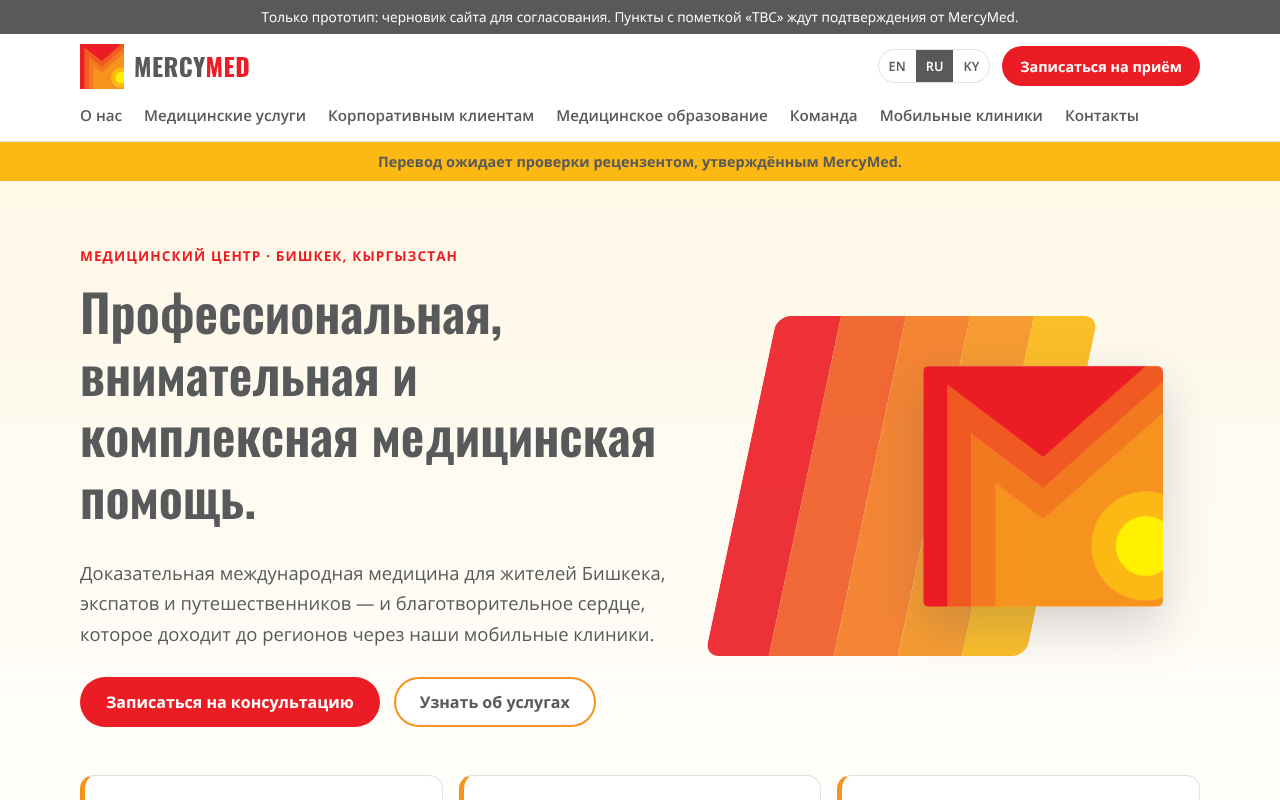 Только прототип: черновик сайта для согласования. Пункты с пометкой «TBC» ждут подтверждения от MercyMed.
MERCYMED
EN RU KY
Записаться на приём
О нас Медицинские услуги Корпоративным клиентам Медицинское образование Команда Мобильные клиники Контакты
Перевод ожидает проверки рецензентом, утверждённым MercyMed.
МЕДИЦИНСКИЙ ЦЕНТР · БИШКЕК, КЫРГЫЗСТАН
Профессиональная,
внимательная и
комплексная медицинская
помощь.
Доказательная международная медицина для жителей Бишкека,
экспатов и путешественников — и благотворительное сердце,
которое доходит до регионов через наши мобильные клиники.
Записаться на консультацию
Узнать об услугах